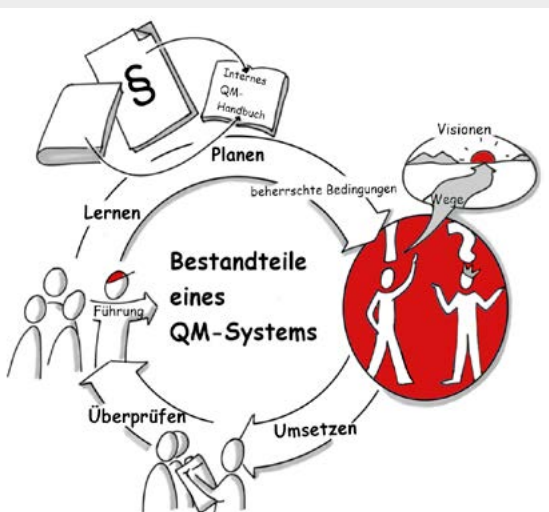 §
Internes
QM-
Handbuch
Planen
Visionen
beherrschte Bedingungen
Wege
Lernen
! ?
Bestandteile
eines
QM-Systems
Führung
Überprüfen
Umsetzen